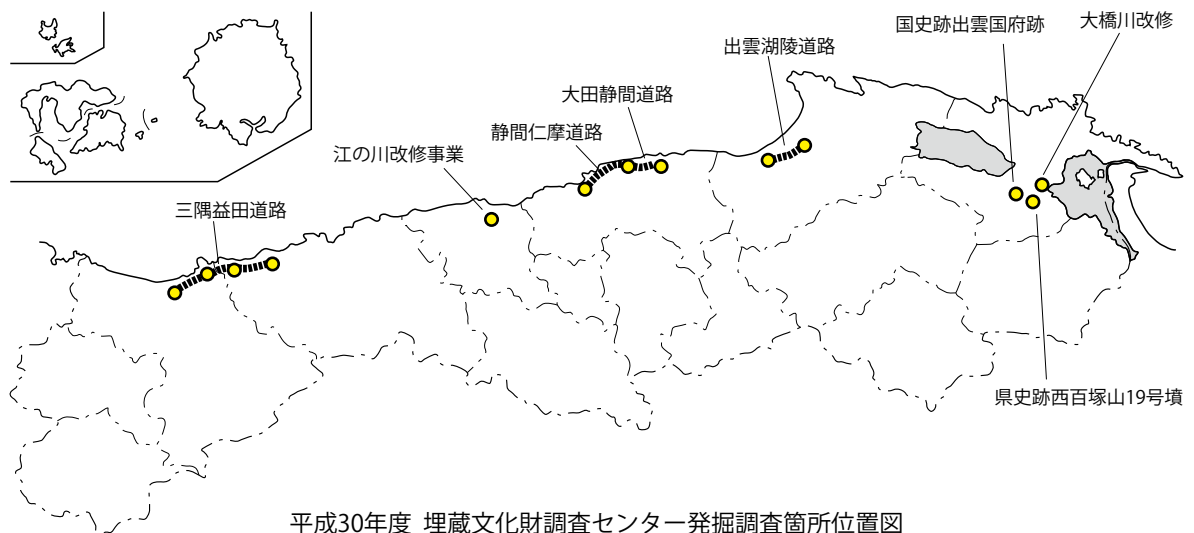 大橋川改修
国史跡出雲国府跡
出雲湖陵道路
大田静間道路
静間仁摩道路
江の川改修事業
三隅益田道路
県史跡西百塚山19号墳
平成30年度 埋蔵文化財調査センター発掘調査箇所位置図